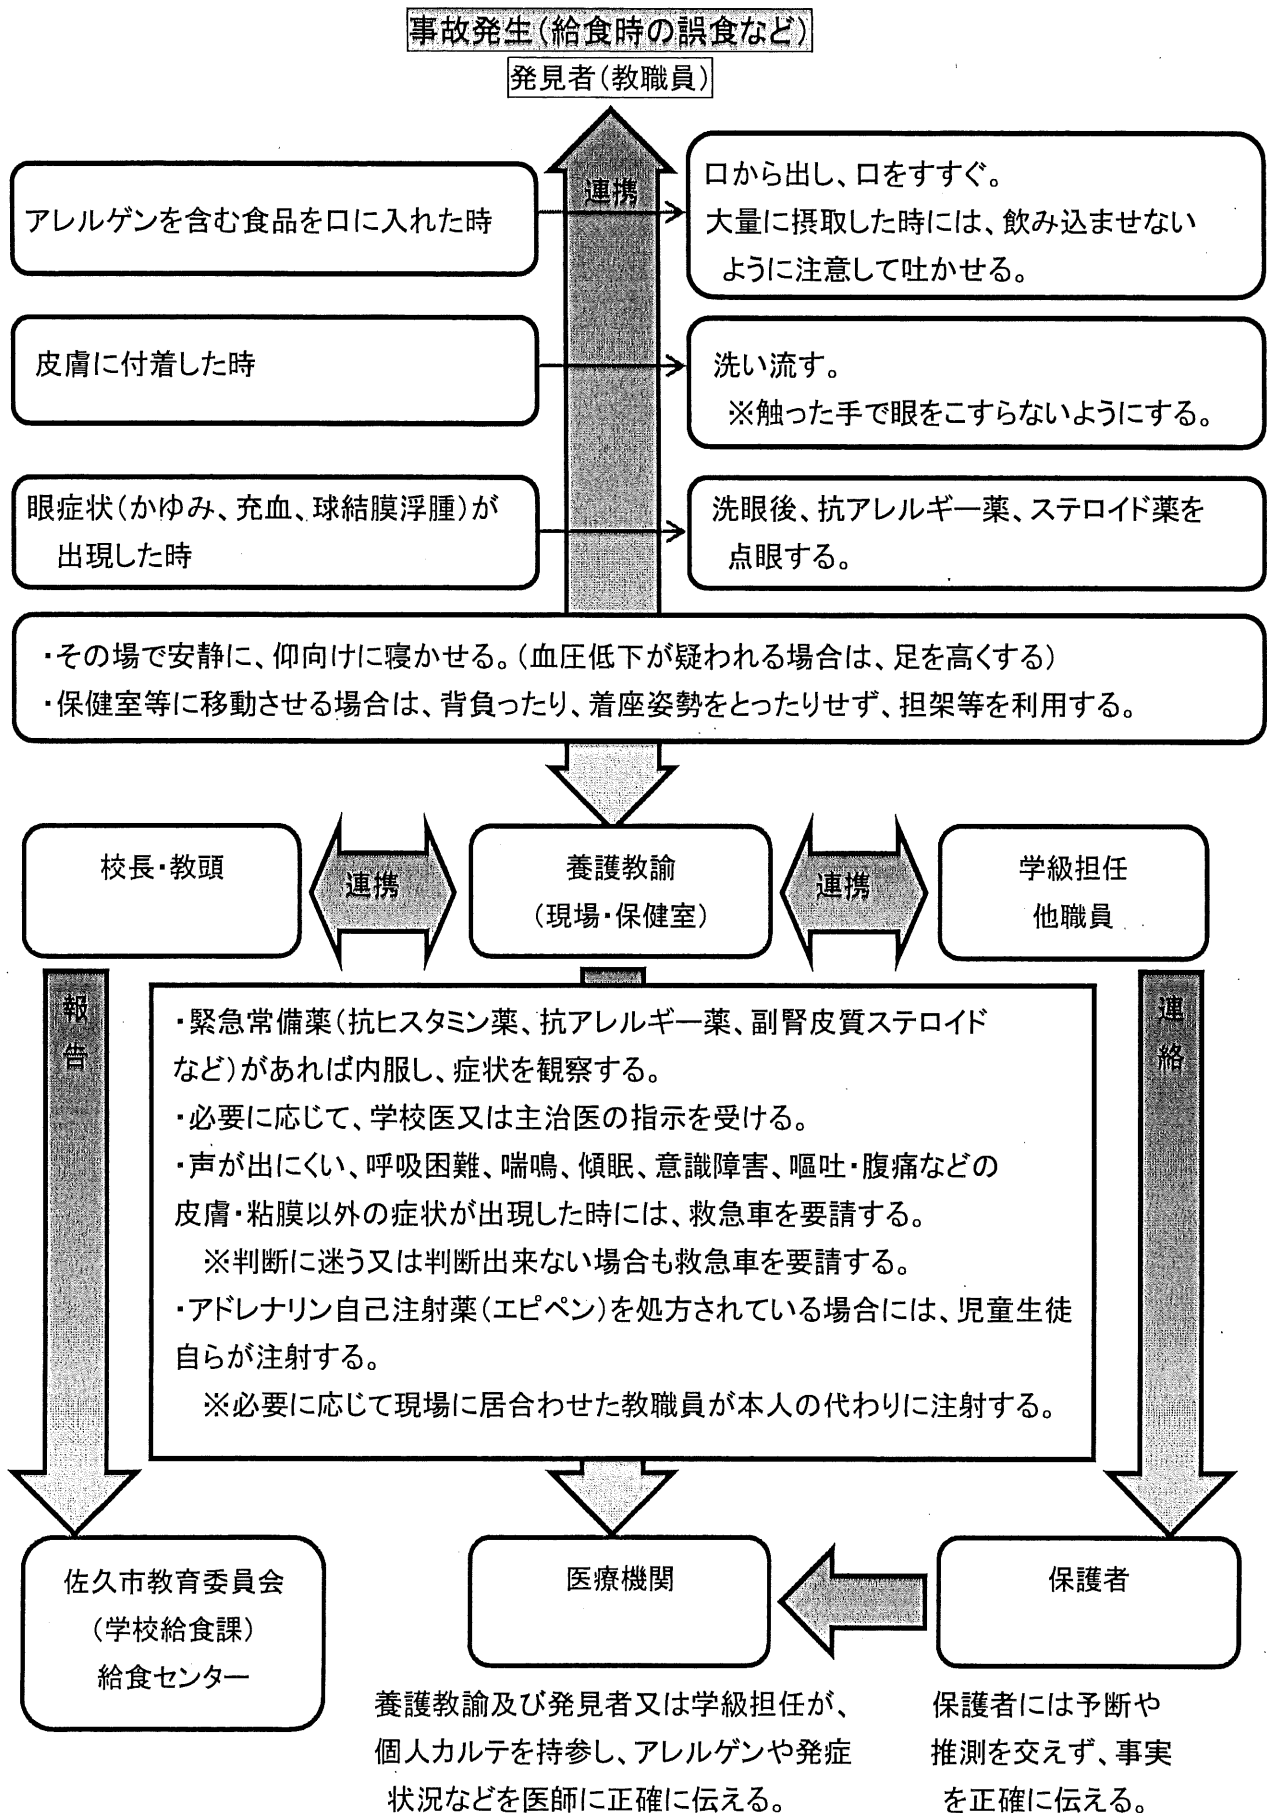 事故発生(給食時の誤食など)
発見者(教職員)
連携
アレルゲンを含む食品を口に入れた時
口から出し、口をすすぐ。
大量に摂取した時には、飲み込ませない
ように注意して吐かせる。
皮膚に付着した時
洗い流す。
※触った手で眼をこすらないようにする。
眼症状(かゆみ、充血、球結膜浮腫)が
出現した時
洗眼後、抗アレルギー薬、ステロイド薬を
点眼する。
・その場で安静に、仰向けに寝かせる。(血圧低下が疑われる場合は、足を高くする)
・保健室等に移動させる場合は、背負ったり、着座姿勢をとったりせず、担架等を利用する。
校長・教頭
連携
養護教諭
(現場・保健室)
連携
学級担任
他職員
報告
・緊急常備薬(抗ヒスタミン薬、抗アレルギー薬、副腎皮質ステロイド
など)があれば内服し、症状を観察する。
・必要に応じて、学校医又は主治医の指示を受ける。
・声が出にくい、呼吸困難、喘鳴、傾眠、意識障害、嘔吐・腹痛などの
皮膚・粘膜以外の症状が出現した時には、救急車を要請する。
※判断に迷う又は判断出来ない場合も救急車を要請する。
・アドレナリン自己注射薬(エピペン)を処方されている場合には、児童生徒
自らが注射する。
※必要に応じて現場に居合わせた教職員が本人の代わりに注射する。
連絡
佐久市教育委員会
(学校給食課)
給食センター
医療機関
保護者
養護教諭及び発見者又は学級担任が、
個人カルテを持参し、アレルゲンや発症
状況などを医師に正確に伝える。
保護者には予断や
推測を交えず、事実
を正確に伝える。